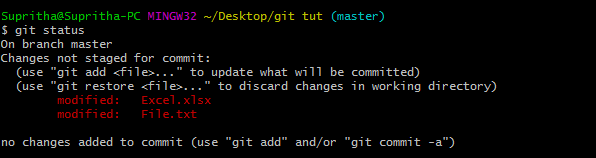 Supritha@Supritha-PC MINGW32 ~/Desktop/git tut (master)
$ git status
On branch master
Changes not staged for commit:
  (use "git add <file>..." to update what will be committed)
  (use "git restore <file>..." to discard changes in working directory)
        modified:   Excel.xlsx
        modified:   File.txt
no changes added to commit (use "git add" and/or "git commit -a")